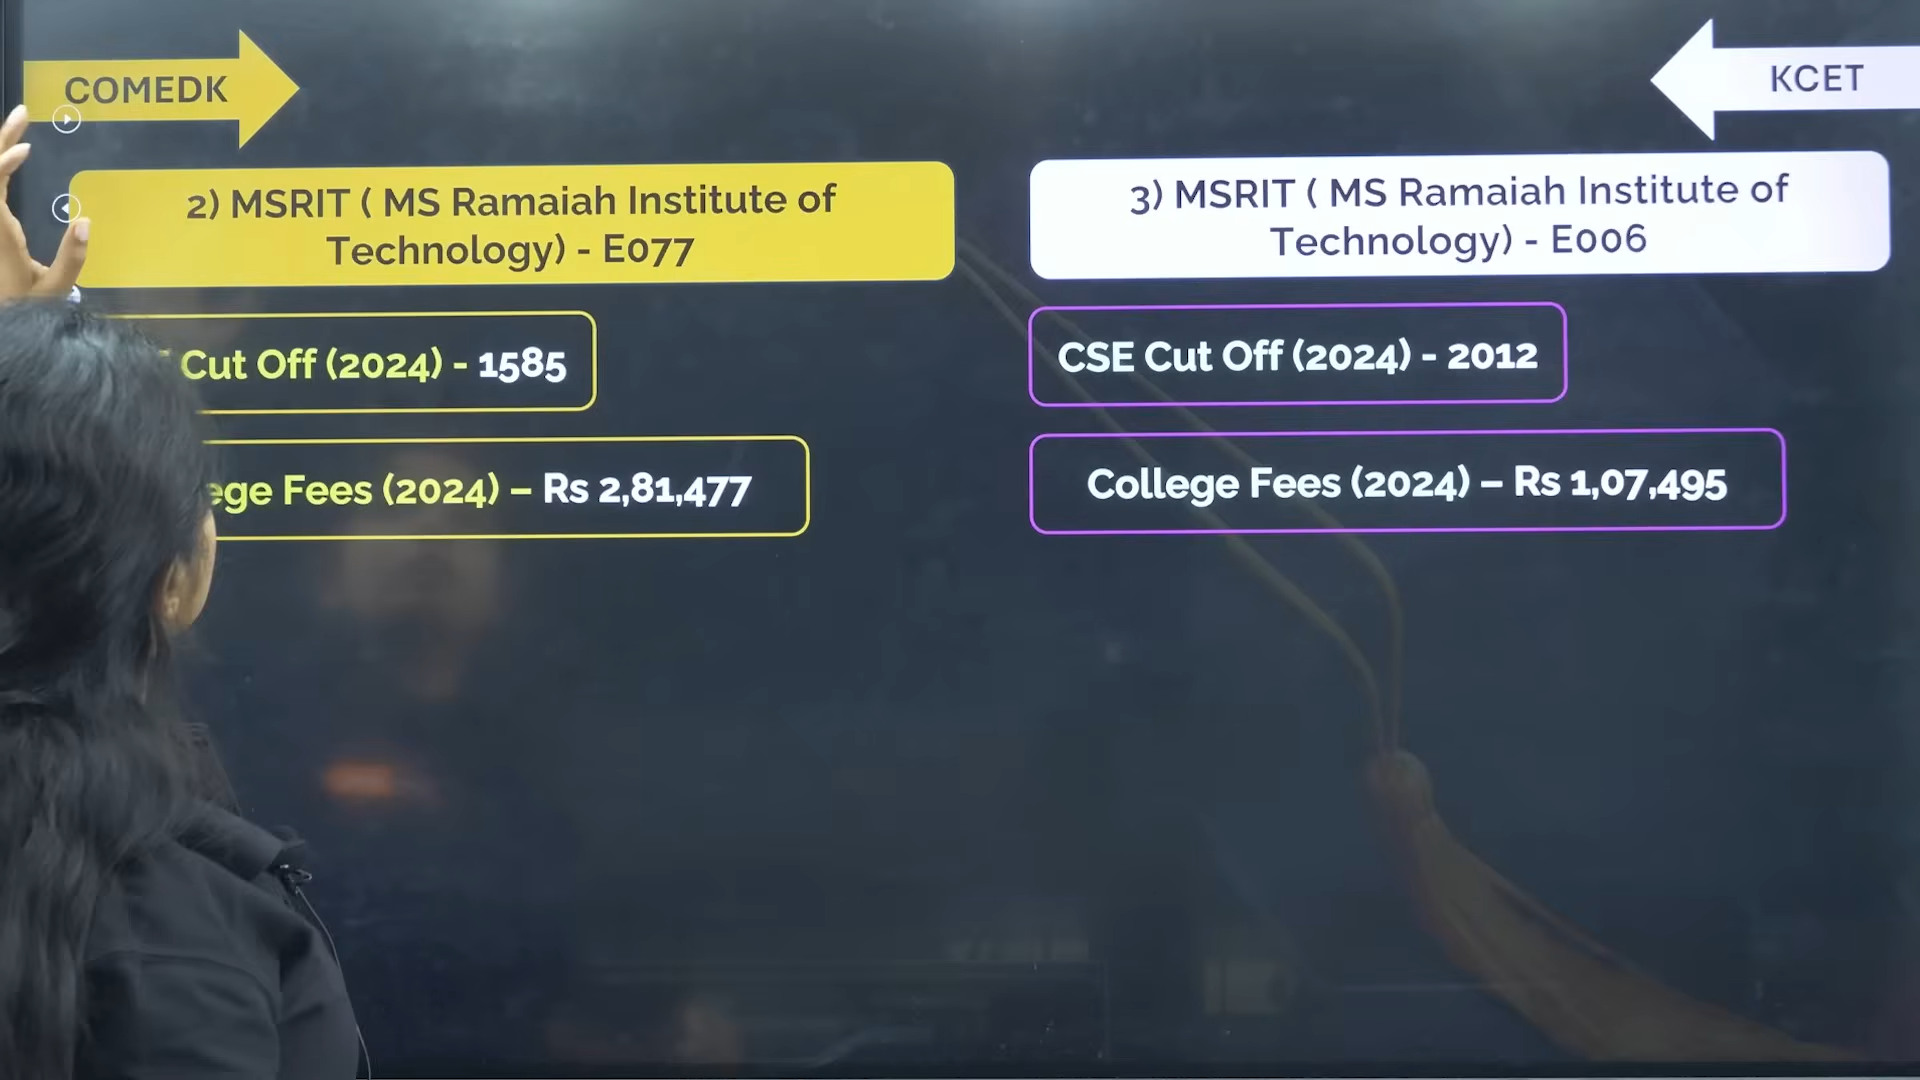 COMEDK
KCET
2) MSRIT ( MS Ramaiah Institute of
Technology) - E077
3) MSRIT ( MS Ramaiah Institute of
Technology) - E006
Cut Off (2024) - 1585
CSE Cut Off (2024) - 2012
ege Fees (2024) – Rs 2,81,477
College Fees (2024) – Rs 1,07,495